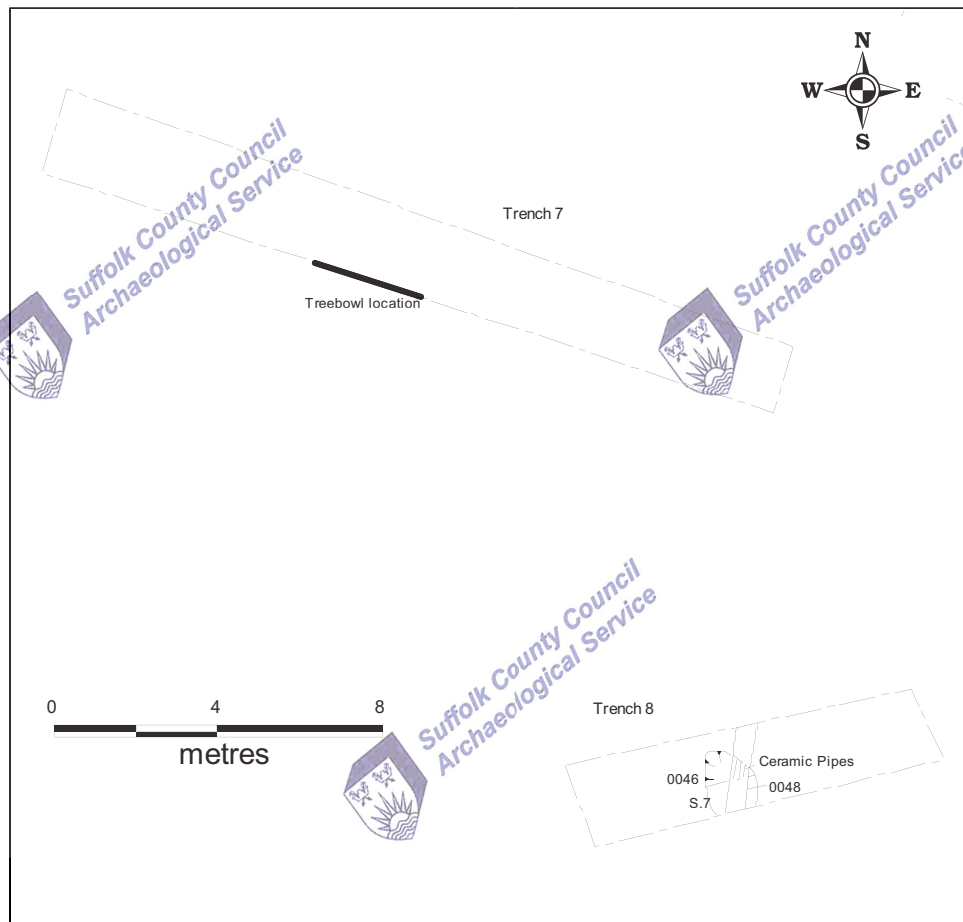 N
W E
S
Suffolk County Council
Archaeological Service
Suffolk County Council
Archaeological Service
Trench 7
Treebowl location
Suffolk County Council
Archaeological Service
0 4 8
metres
Trench 8
Ceramic Pipes
0046
0048
S.7